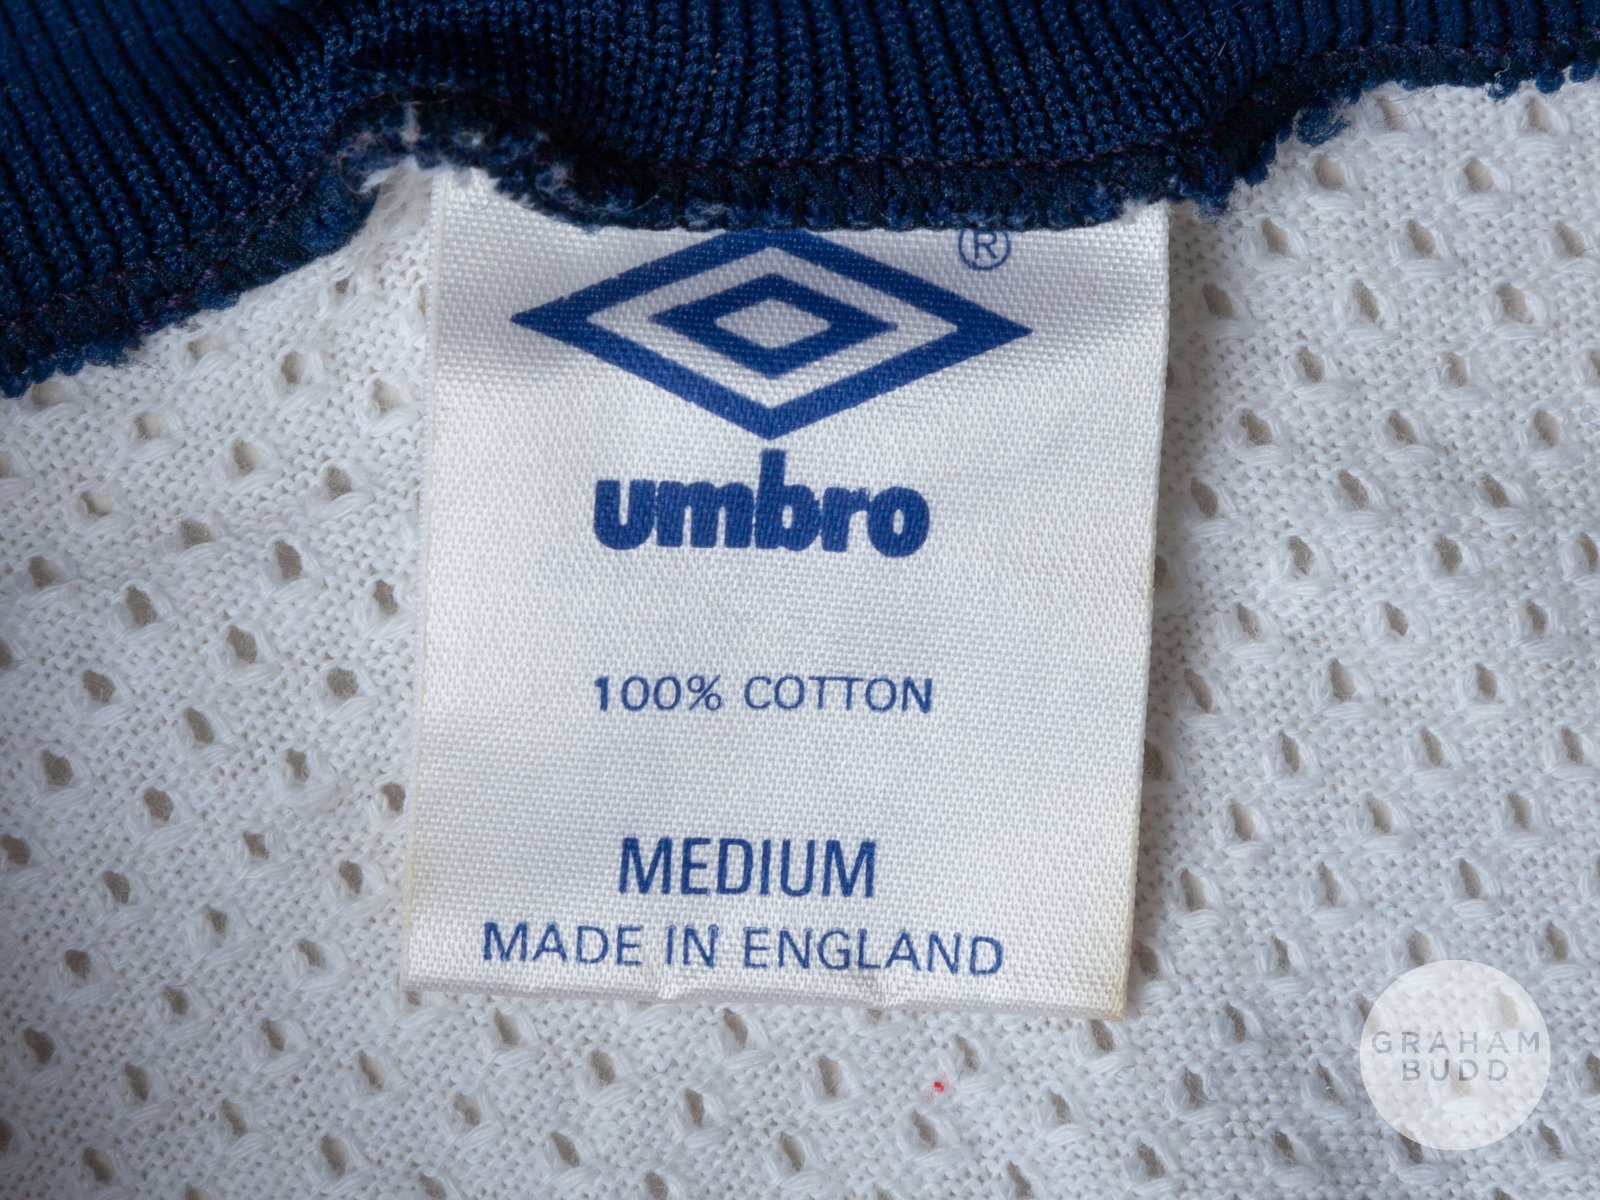 ®
umbro
100% COTTON
MEDIUM
MADE IN ENGLAND
GRAHAM
BUDD